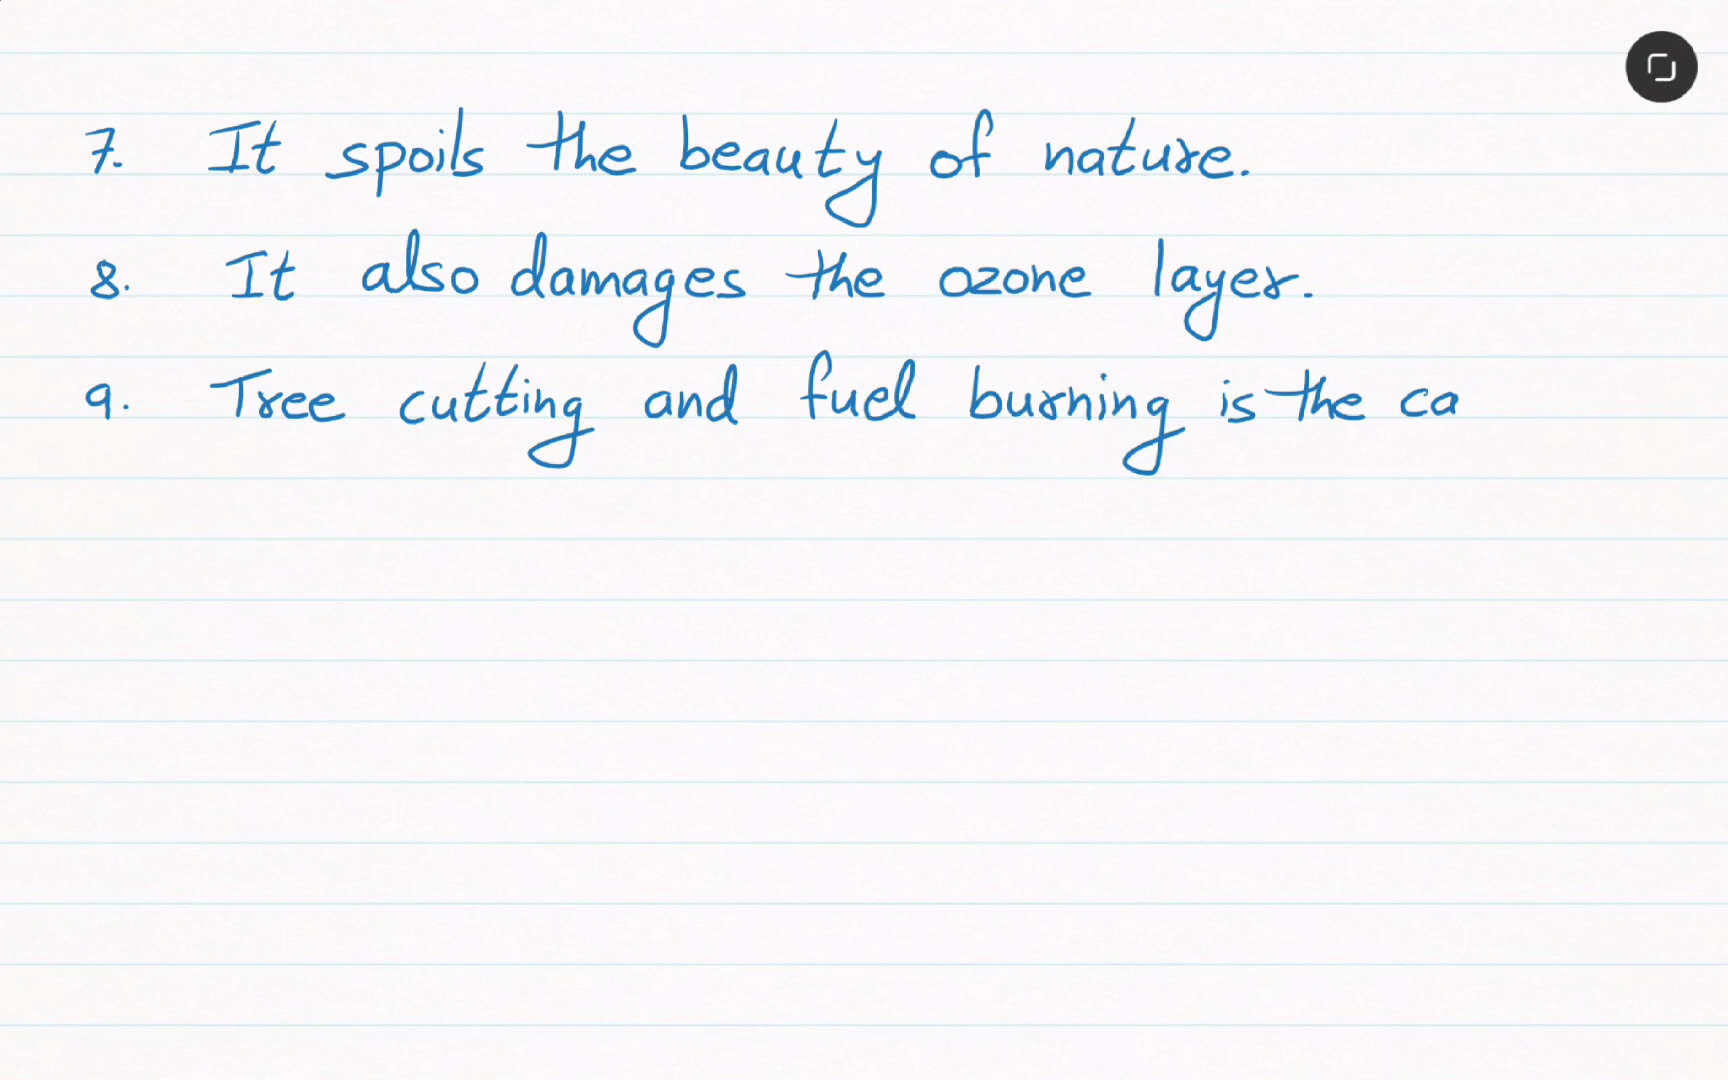 7. It spoils the beauty of nature.
8. It also damages the ozone layer.
9. Tree cutting and fuel burning is the ca